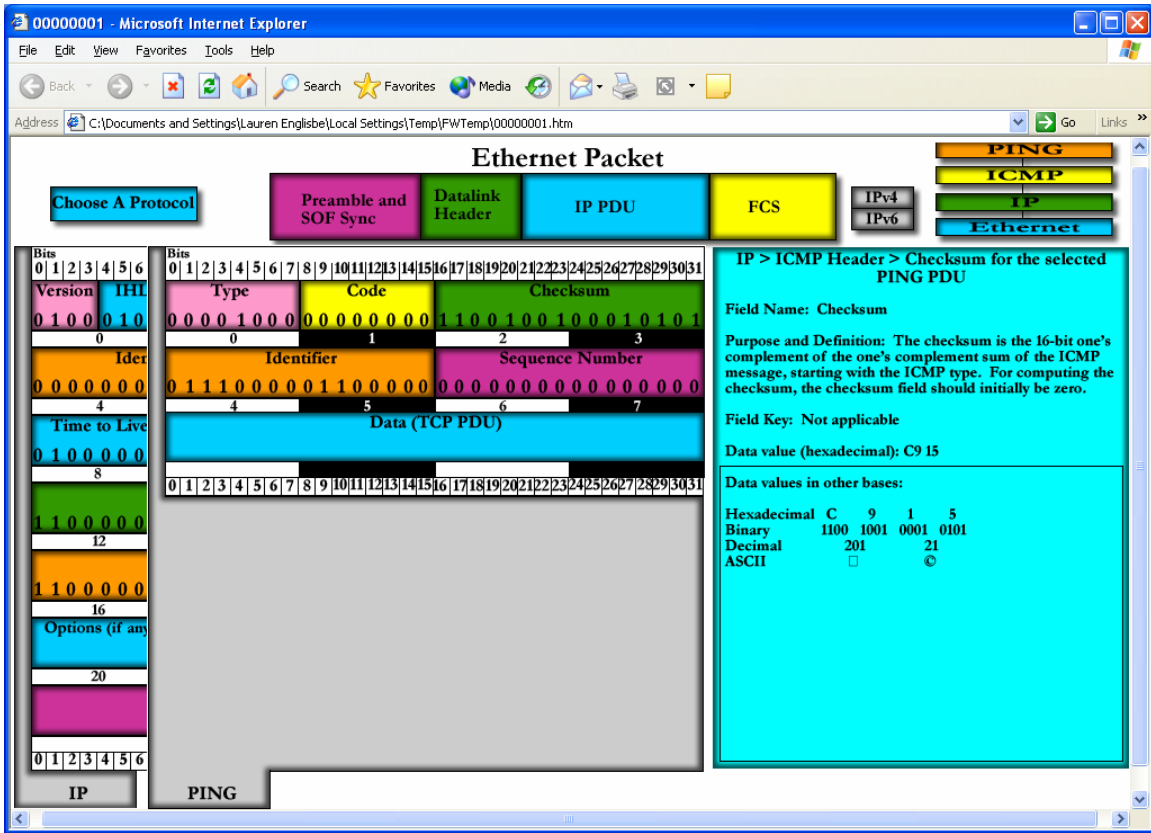 00000001 - Microsoft Internet Explorer
File Edit View Favorites Tools Help
Back Search Favorites Media
Address C:\Documents and Settings\Lauren Englisbe\Local Settings\Temp\FWTemp\00000001.htm Go Links »
Ethernet Packet
Choose A Protocol
Preamble and
SOF Sync
Datalink
Header
IP PDU
FCS
IPv4
IPv6
PING
ICMP
IP
Ethernet
Bits
0 1 2 3 4 5 6
Version IHL
0 1 0 0 0 1 0
0
Iden
0 0 0 0 0 0 0
4
Time to Live
0 1 0 0 0 0 0
8
1 1 0 0 0 0 0
12
1 1 0 0 0 0 0
16
Options (if any
20
0 1 2 3 4 5 6
IP
Bits
0 1 2 3 4 5 6 7 8 9 10 11 12 13 14 15 16 17 18 19 20 21 22 23 24 25 26 27 28 29 30 31
Type Code Checksum
0 0 0 0 1 0 0 0 0 0 0 0 0 0 0 0 1 1 0 0 1 0 0 1 0 0 0 1 0 1 0 1
0 1 2 3
Identifier Sequence Number
0 1 1 1 0 0 0 0 0 1 1 0 0 0 0 0 0 0 0 0 0 0 0 0 0 0 0 0 0 0 0 0
4 5 6 7
Data (TCP PDU)
0 1 2 3 4 5 6 7 8 9 10 11 12 13 14 15 16 17 18 19 20 21 22 23 24 25 26 27 28 29 30 31
PING
IP > ICMP Header > Checksum for the selected
PING PDU
Field Name: Checksum
Purpose and Definition: The checksum is the 16-bit one's
complement of the one's complement sum of the ICMP
message, starting with the ICMP type. For computing the
checksum, the checksum field should initially be zero.
Field Key: Not applicable
Data value (hexadecimal): C9 15
Data values in other bases:
Hexadecimal C 9 1 5
Binary 1100 1001 0001 0101
Decimal 201 21
ASCII □ ©